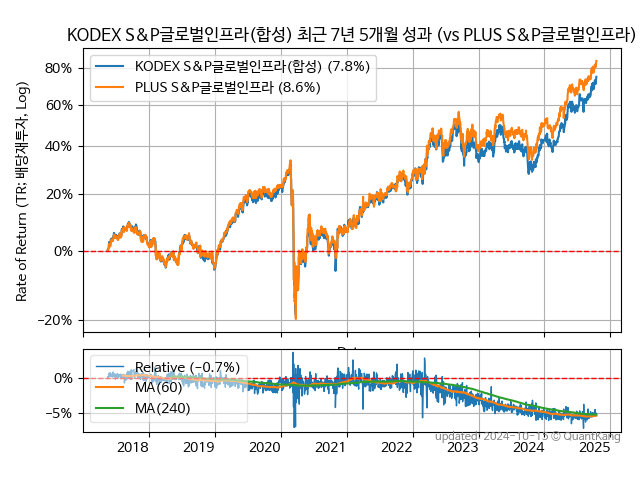 KODEX S&P글로벌인프라(합성) 최근 7년 5개월 성과 (vs PLUS S&P글로벌인프라)
KODEX S&P글로벌인프라(합성) (7.8%)
PLUS S&P글로벌인프라 (8.6%)
Rate of Return (TR: 배당재투자, Log)
80%
60%
40%
20%
0%
−20%
Relative (−0.7%)
MA(60)
MA(240)
0%
−5%
updated: 2024-10-15 © QuantKang
2018 2019 2020 2021 2022 2023 2024 2025